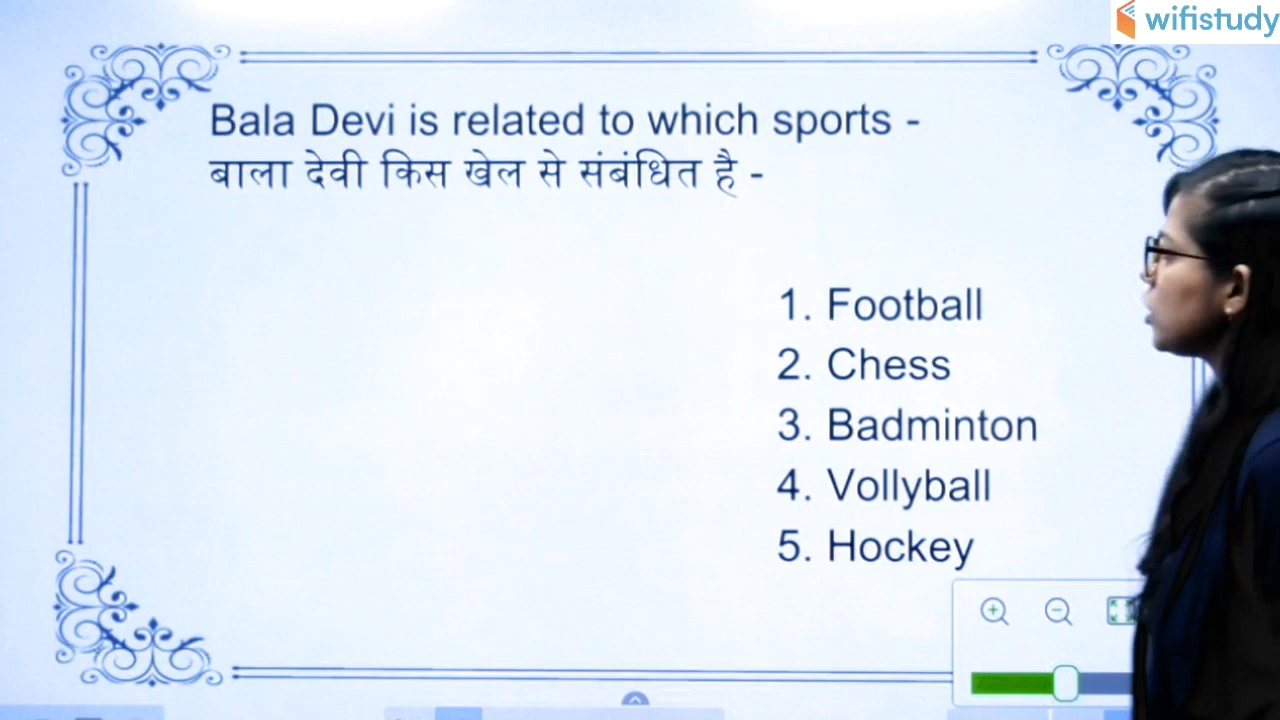 wifistudy
Bala Devi is related to which sports -
बाला देवी किस खेल से संबंधित है -
1. Football
2. Chess
3. Badminton
4. Vollyball
5. Hockey